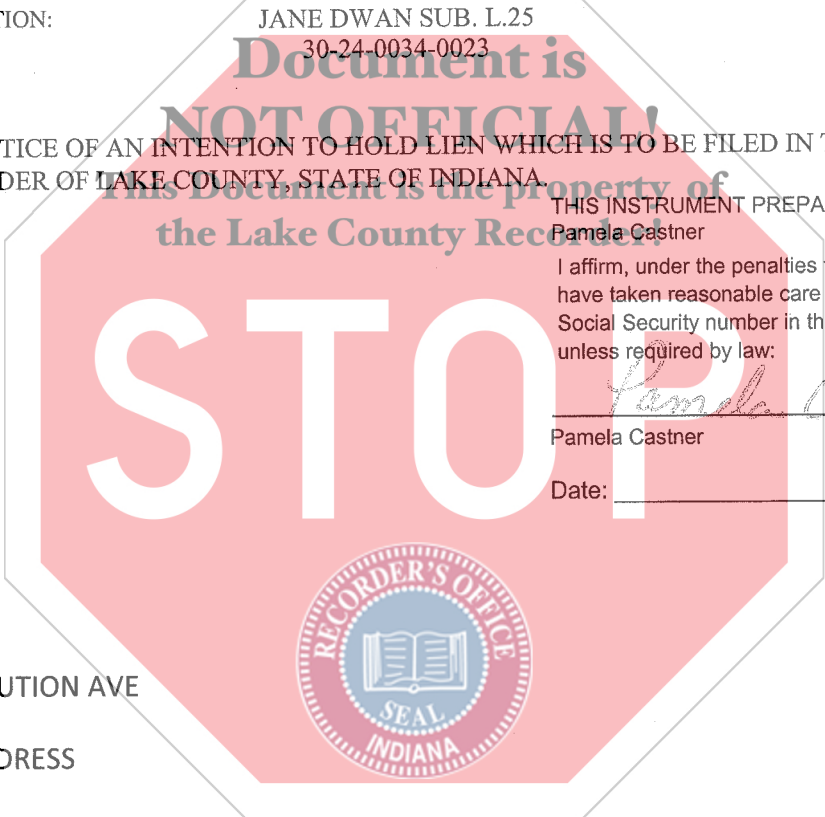 TION:
JANE DWAN SUB. L.25
30-24-0034-0023
Document is
NOT OFFICIAL!
TICE OF AN INTENTION TO HOLD LIEN WHICH IS TO BE FILED IN T
DER OF LAKE COUNTY, STATE OF INDIANA.
This Document is the property of
the Lake County Recorder!
THIS INSTRUMENT PREPA
Pamela Castner
I affirm, under the penalties
have taken reasonable care
Social Security number in th
unless required by law:
Pamela C
Pamela Castner
Date:
STOP
RECORDER'S OFFICE
SEAL
INDIANA
UTION AVE
DRESS